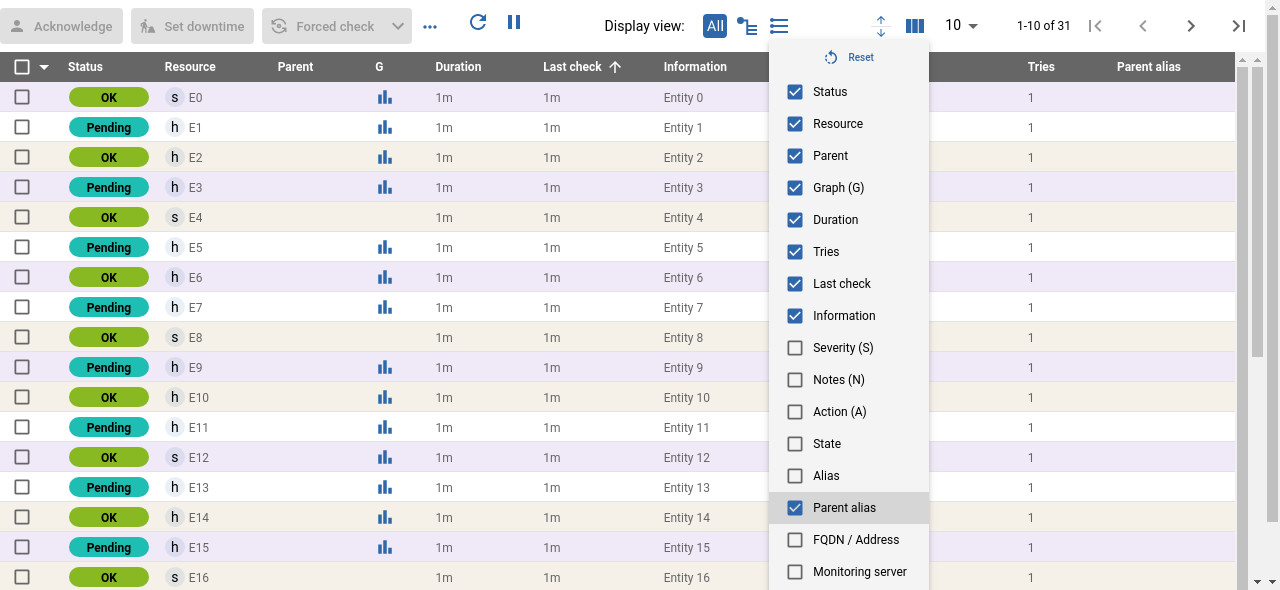 Acknowledge Set downtime Forced check Display view: All 10 1-10 of 31
Status Resource Parent G Duration Last check Information Tries Parent alias
OK s E0 1m 1m Entity 0 1
Pending h E1 1m 1m Entity 1 1
OK h E2 1m 1m Entity 2 1
Pending h E3 1m 1m Entity 3 1
OK s E4 1m 1m Entity 4 1
Pending h E5 1m 1m Entity 5 1
OK h E6 1m 1m Entity 6 1
Pending h E7 1m 1m Entity 7 1
OK s E8 1m 1m Entity 8 1
Pending h E9 1m 1m Entity 9 1
OK h E10 1m 1m Entity 10 1
Pending h E11 1m 1m Entity 11 1
OK s E12 1m 1m Entity 12 1
Pending h E13 1m 1m Entity 13 1
OK h E14 1m 1m Entity 14 1
Pending h E15 1m 1m Entity 15 1
OK s E16 1m 1m Entity 16 1
Reset
Status
Resource
Parent
Graph (G)
Duration
Tries
Last check
Information
Severity (S)
Notes (N)
Action (A)
State
Alias
Parent alias
FQDN / Address
Monitoring server